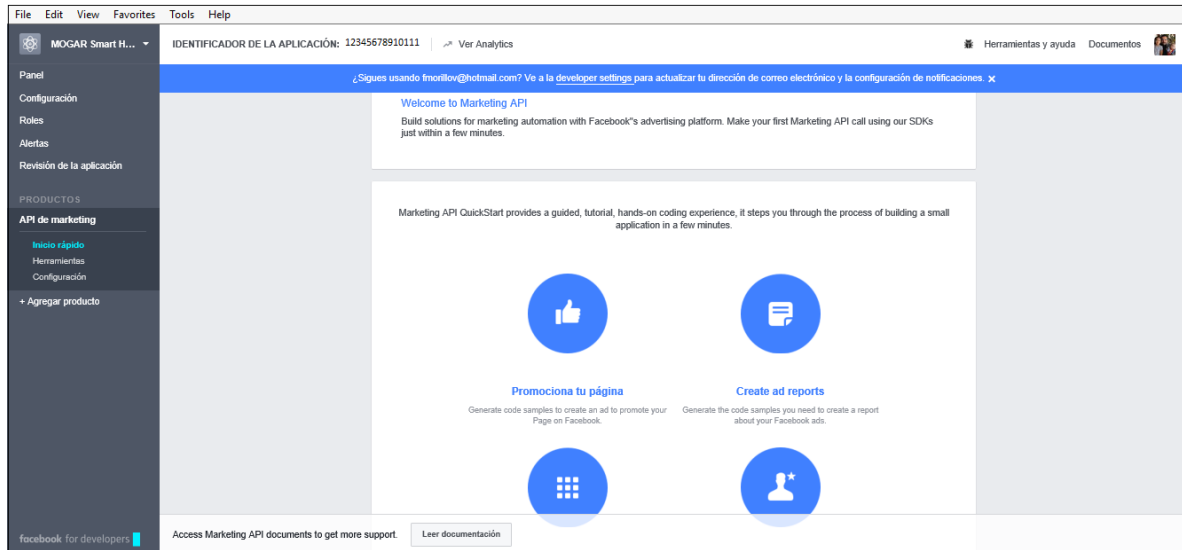 File Edit View Favorites Tools Help
MOGAR Smart H...
IDENTIFICADOR DE LA APLICACIÓN: 12345678910111
Ver Analytics
Herramientas y ayuda
Documentos
Panel
Configuración
Roles
Alertas
Revisión de la aplicación
PRODUCTOS
API de marketing
Inicio rápido
Herramientas
Configuración
+ Agregar producto
facebook for developers
¿Sigues usando fmorillov@hotmail.com? Ve a la developer settings para actualizar tu dirección de correo electrónico y la configuración de notificaciones. x
Welcome to Marketing API
Build solutions for marketing automation with Facebook"s advertising platform. Make your first Marketing API call using our SDKs
just within a few minutes.
Marketing API QuickStart provides a guided, tutorial, hands-on coding experience, it steps you through the process of building a small
application in a few minutes.
Promociona tu página
Generate code samples to create an ad to promote your
Page on Facebook.
Create ad reports
Generate the code samples you need to create a report
about your Facebook ads.
Access Marketing API documents to get more support.
Leer documentación